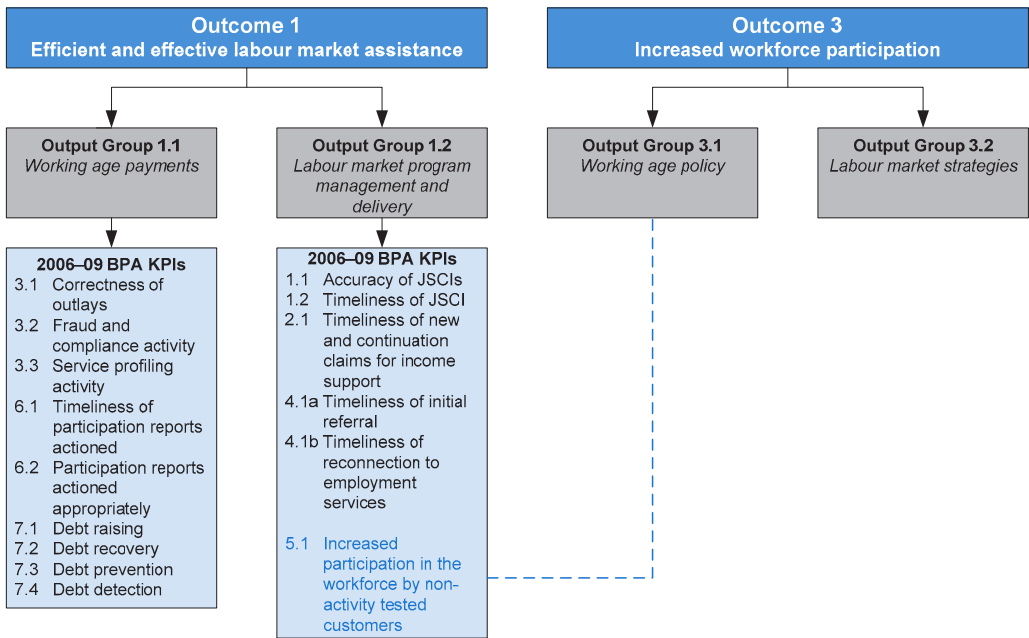 Outcome 1
Efficient and effective labour market assistance
Outcome 3
Increased workforce participation
Output Group 1.1
Working age payments
Output Group 1.2
Labour market program
management and
delivery
Output Group 3.1
Working age policy
Output Group 3.2
Labour market strategies
2006–09 BPA KPIs
3.1 Correctness of
outlays
3.2 Fraud and
compliance activity
3.3 Service profiling
activity
6.1 Timeliness of
participation reports
actioned
6.2 Participation reports
actioned
appropriately
7.1 Debt raising
7.2 Debt recovery
7.3 Debt prevention
7.4 Debt detection
2006–09 BPA KPIs
1.1 Accuracy of JSCIs
1.2 Timeliness of JSCI
2.1 Timeliness of new
and continuation
claims for income
support
4.1a Timeliness of initial
referral
4.1b Timeliness of
reconnection to
employment
services
5.1 Increased
participation in the
workforce by non-
activity tested
customers